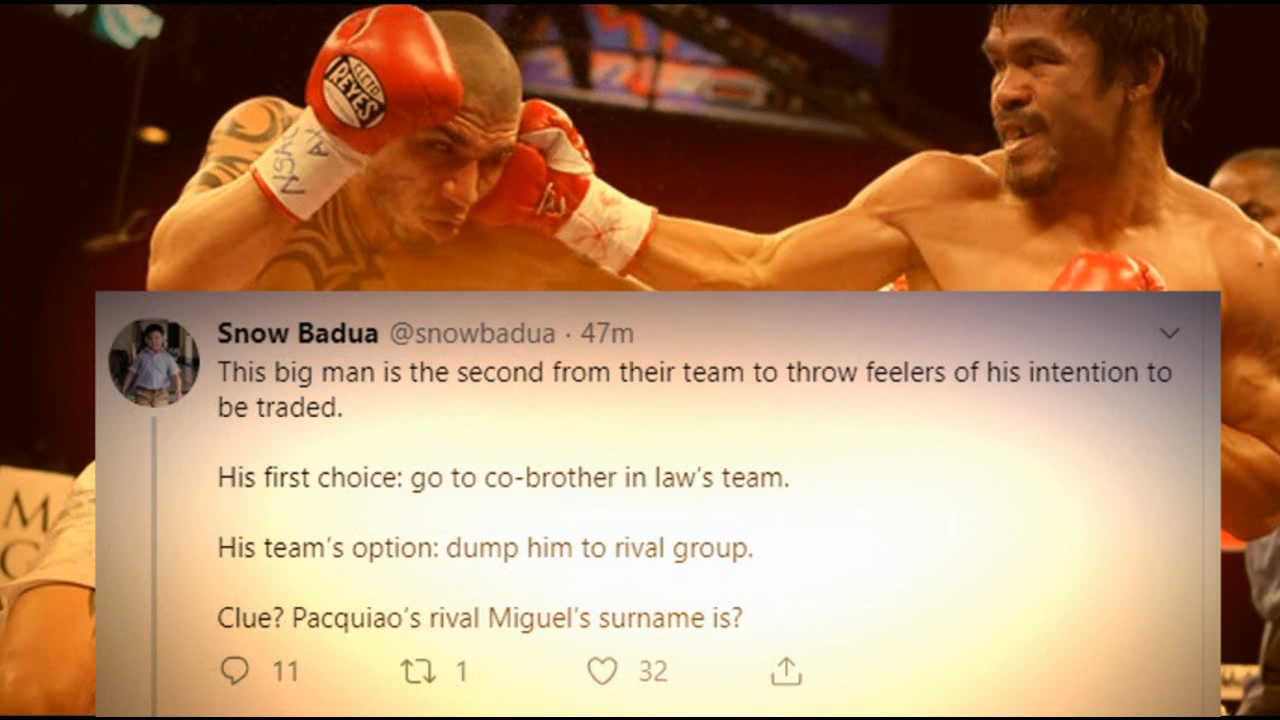 CLETO
REYES
Snow Badua @snowbadua · 47m
This big man is the second from their team to throw feelers of his intention to
be traded.
His first choice: go to co-brother in law's team.
His team's option: dump him to rival group.
Clue? Pacquiao's rival Miguel's surname is?
11 1 32
M
G